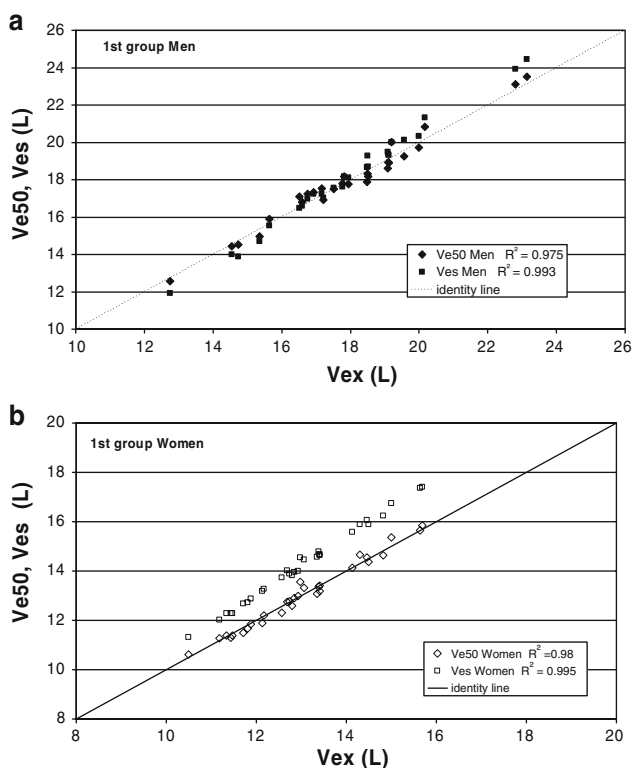 a
1st group Men
26
24
22
20
18
16
14
12
10
Ve50, Ves (L)
Ve50 Men R² = 0.975
Ves Men R² = 0.993
identity line
10 12 14 16 18 20 22 24 26
Vex (L)
b
1st group Women
20
18
16
14
12
10
8
Ve50, Ves (L)
Ve50 Women R² =0.98
Ves Women R² = 0.995
identity line
8 10 12 14 16 18 20
Vex (L)